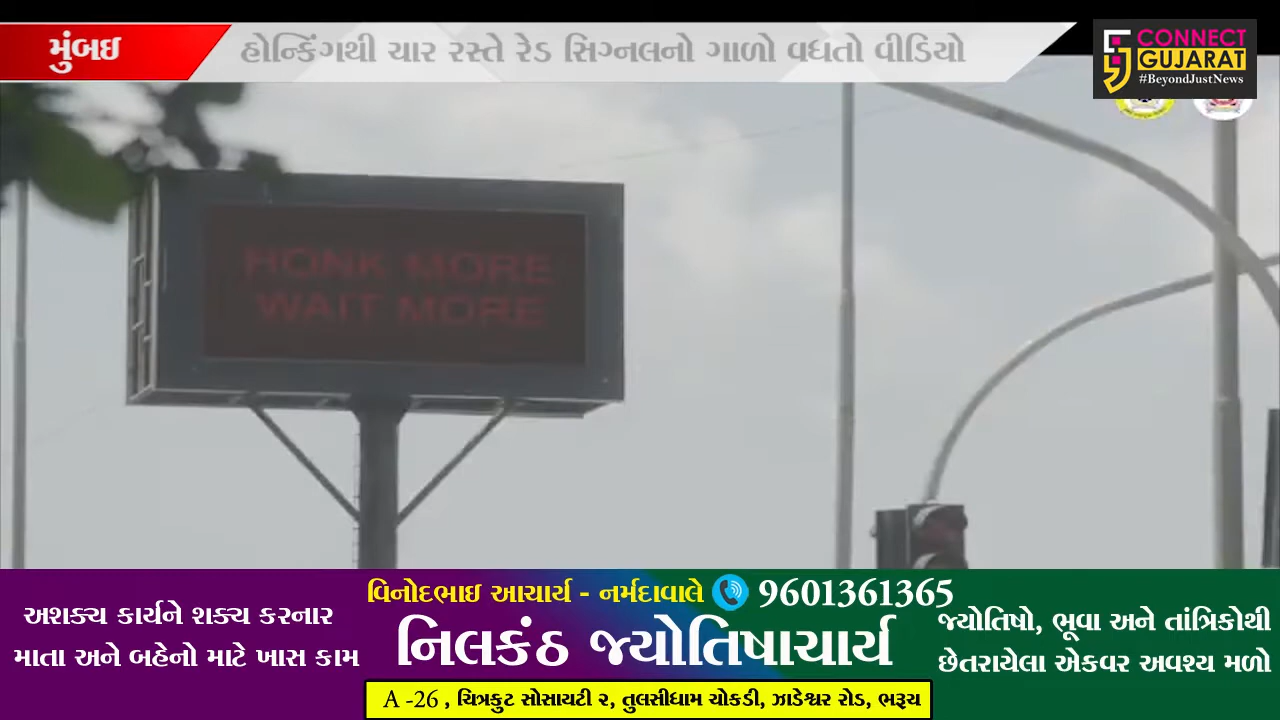 મુંબઇ
હોન્કિંગથી ચાર રસ્તે રેડ સિગ્નલનો ગાળો વધતો વીડિયો
CONNECT
GUJARAT
#BeyondJustNews
HONK MORE
WAIT MORE
અશક્ય કાર્યને શક્ય કરનાર
માતા અને બહેનો માટે ખાસ કામ
વિનોદભાઇ આચાર્ય - નર્મદાવાલે 9601361365
નિલકંઠ જ્યોતિષાચાર્ય
A -26 , ચિત્રકુટ સોસાયટી ૨, તુલસીધામ ચોકડી, ઝાડેશ્વર રોડ, ભરૂચ
જ્યોતિષો, ભૂવા અને તાંત્રિકોથી
છેતરાયેલા એકવર અવશ્ય મળો